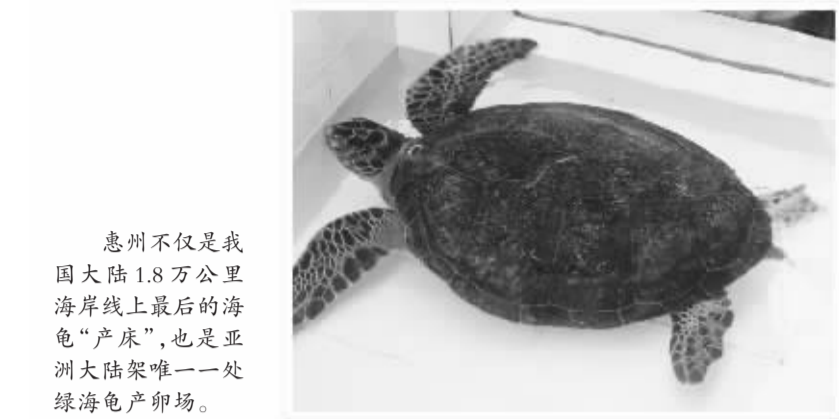 惠州不仅是我
国大陆1.8万公里
海岸线上最后的海
龟“产床”,也是亚
洲大陆架唯一一处
绿海龟产卵场。